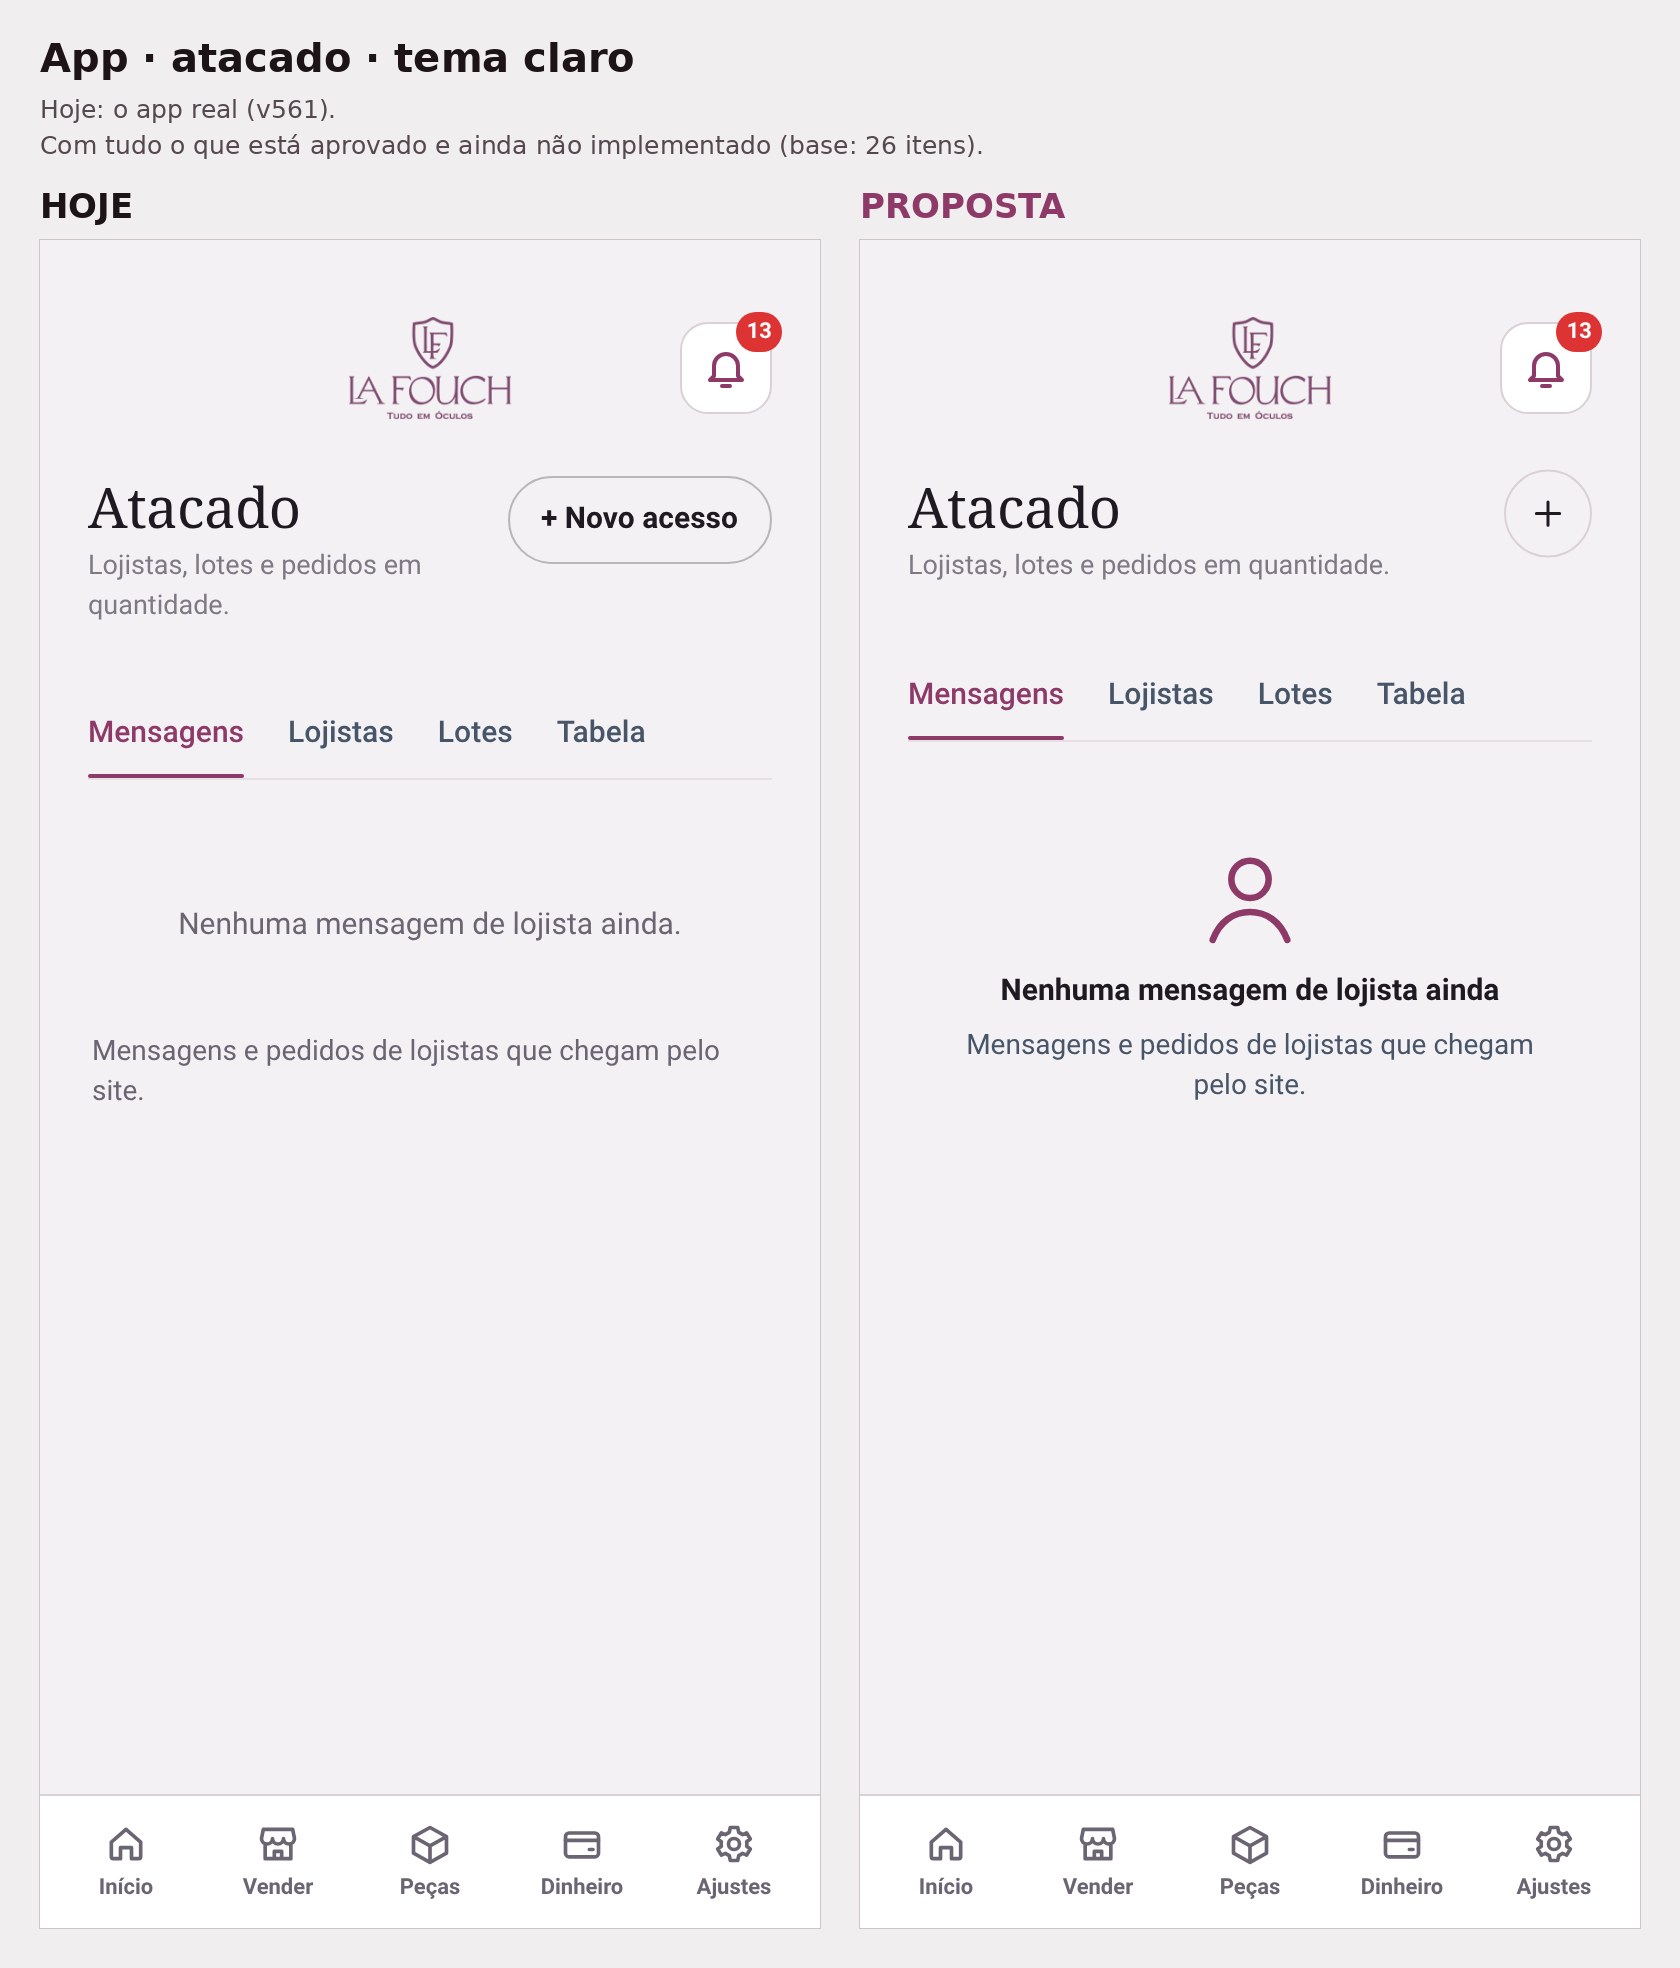 App · atacado · tema claro
Hoje: o app real (v561).
Com tudo o que está aprovado e ainda não implementado (base: 26 itens).
HOJE
LF
LA FOUCH
TUDO EM ÓCULOS
13
Atacado
+ Novo acesso
Lojistas, lotes e pedidos em
quantidade.
Mensagens Lojistas Lotes Tabela
Nenhuma mensagem de lojista ainda.
Mensagens e pedidos de lojistas que chegam pelo
site.
Início Vender Peças Dinheiro Ajustes
PROPOSTA
LF
LA FOUCH
TUDO EM ÓCULOS
13
Atacado
+
Lojistas, lotes e pedidos em quantidade.
Mensagens Lojistas Lotes Tabela
Nenhuma mensagem de lojista ainda
Mensagens e pedidos de lojistas que chegam
pelo site.
Início Vender Peças Dinheiro Ajustes